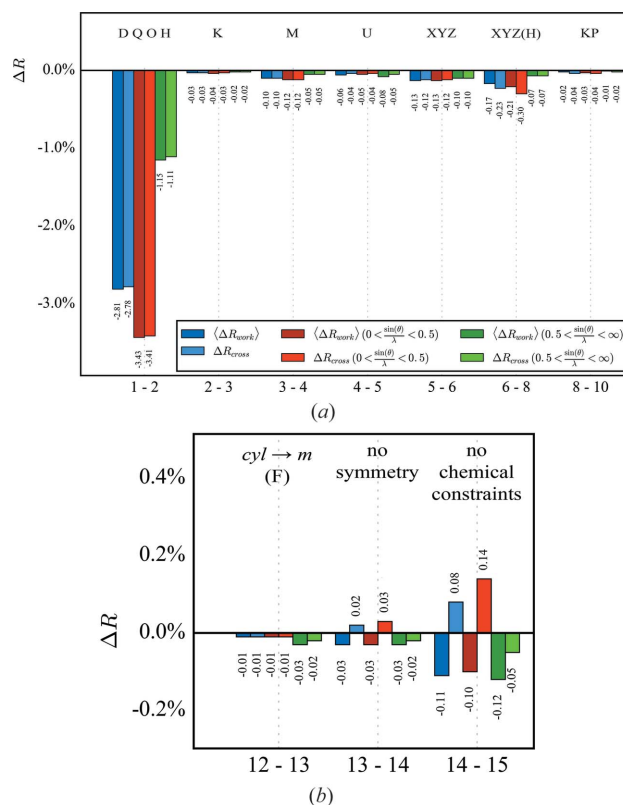 (a)
D Q O H K M U XYZ XYZ(H) KP
ΔR
0.0%
-1.0%
-2.0%
-3.0%
-2.81 -2.78 -3.43 -3.41 -1.15 -1.11
-0.03 -0.03 -0.04 -0.03 -0.02 -0.02
-0.10 -0.10 -0.12 -0.12 -0.05 -0.05
-0.06 -0.04 -0.05 -0.04 -0.08 -0.05
-0.13 -0.12 -0.13 -0.12 -0.10 -0.10
-0.17 -0.23 -0.21 -0.30 -0.07 -0.07
-0.02 -0.04 -0.03 -0.04 -0.01 -0.02
⟨ΔR_work⟩ ⟨ΔR_work⟩ (0 < sin(θ)/λ < 0.5) ⟨ΔR_work⟩ (0.5 < sin(θ)/λ < ∞)
ΔR_cross ΔR_cross (0 < sin(θ)/λ < 0.5) ΔR_cross (0.5 < sin(θ)/λ < ∞)
1 - 2 2 - 3 3 - 4 4 - 5 5 - 6 6 - 8 8 - 10
(a)
(b)
cyl → m no no
(F) symmetry chemical
constraints
ΔR
0.4%
0.2%
0.0%
-0.2%
-0.01 -0.01 -0.01 -0.01 -0.03 -0.02
-0.03 0.02 -0.03 0.03 -0.03 -0.02
-0.11 0.08 -0.10 0.14 -0.12 -0.05
12 - 13 13 - 14 14 - 15
(b)